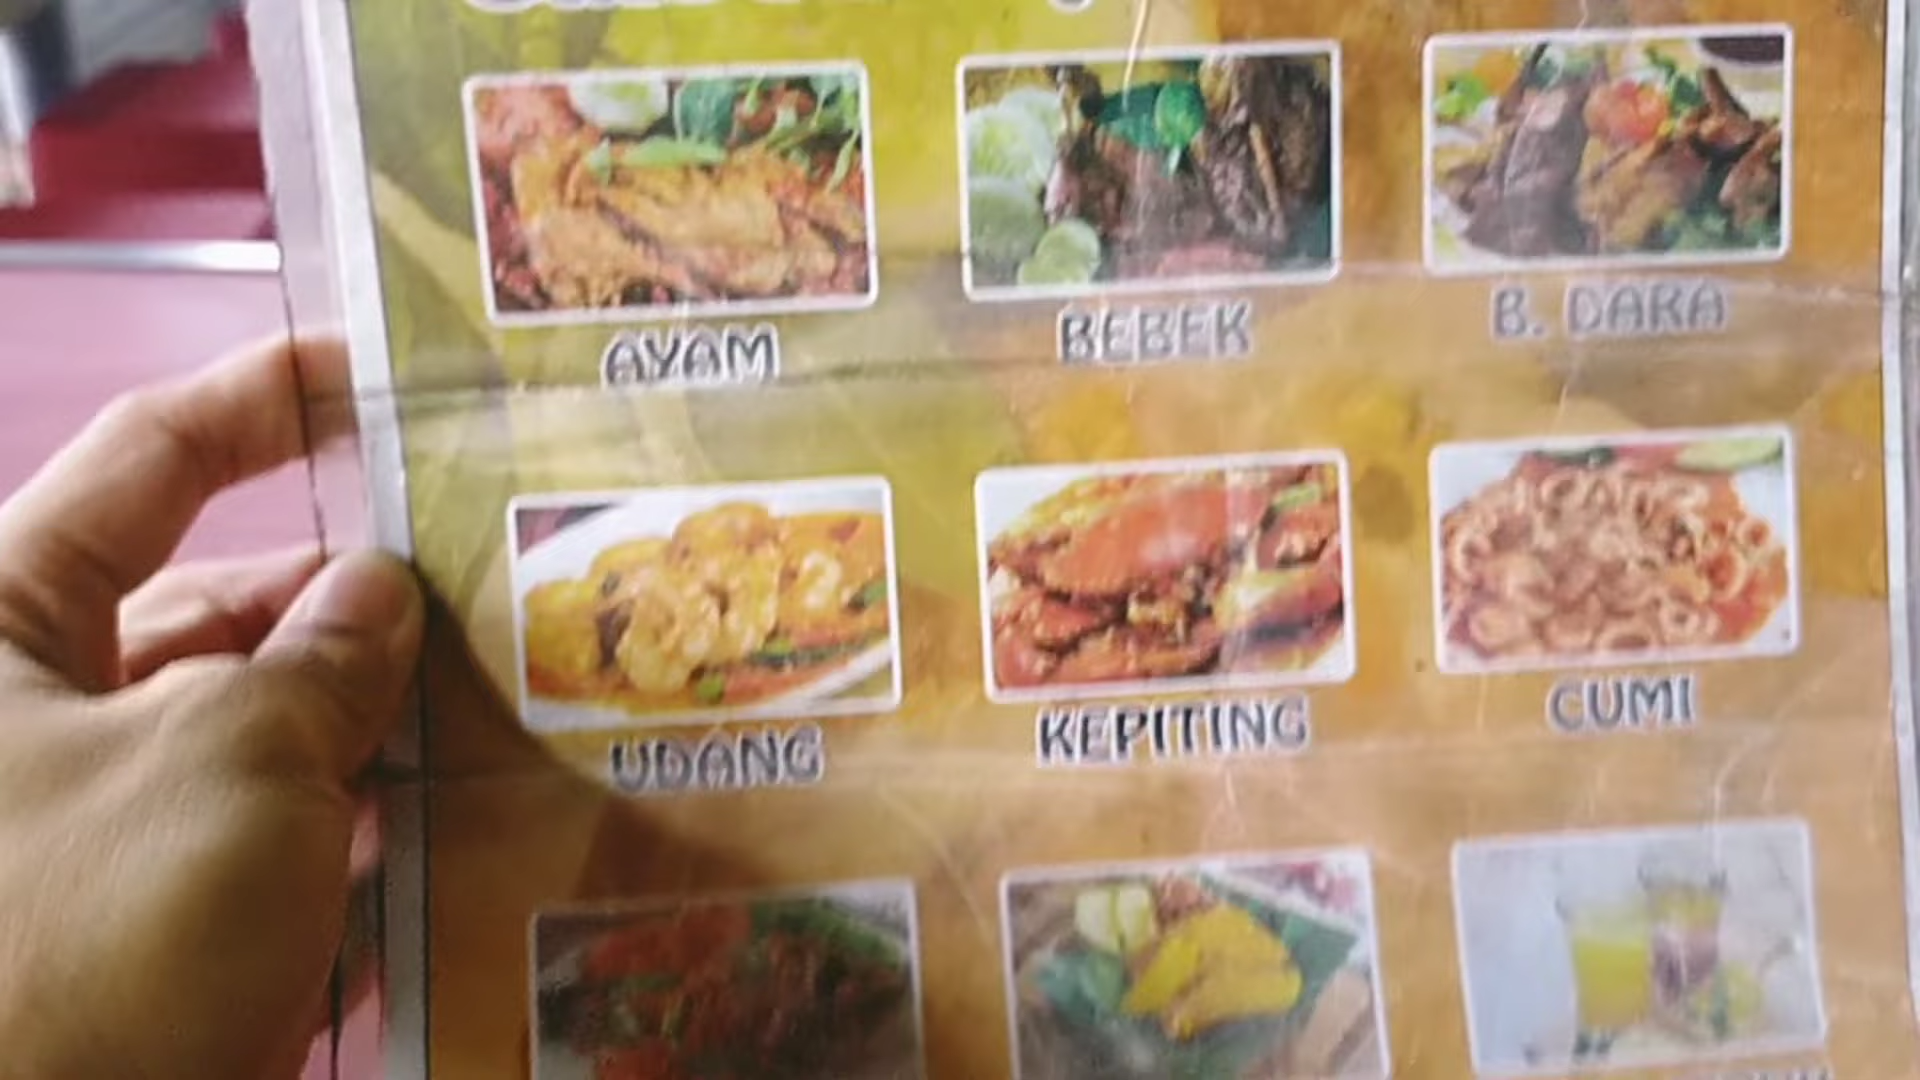 AYAM
BEBEK
B. DARA
UDANG
KEPITING
CUMI